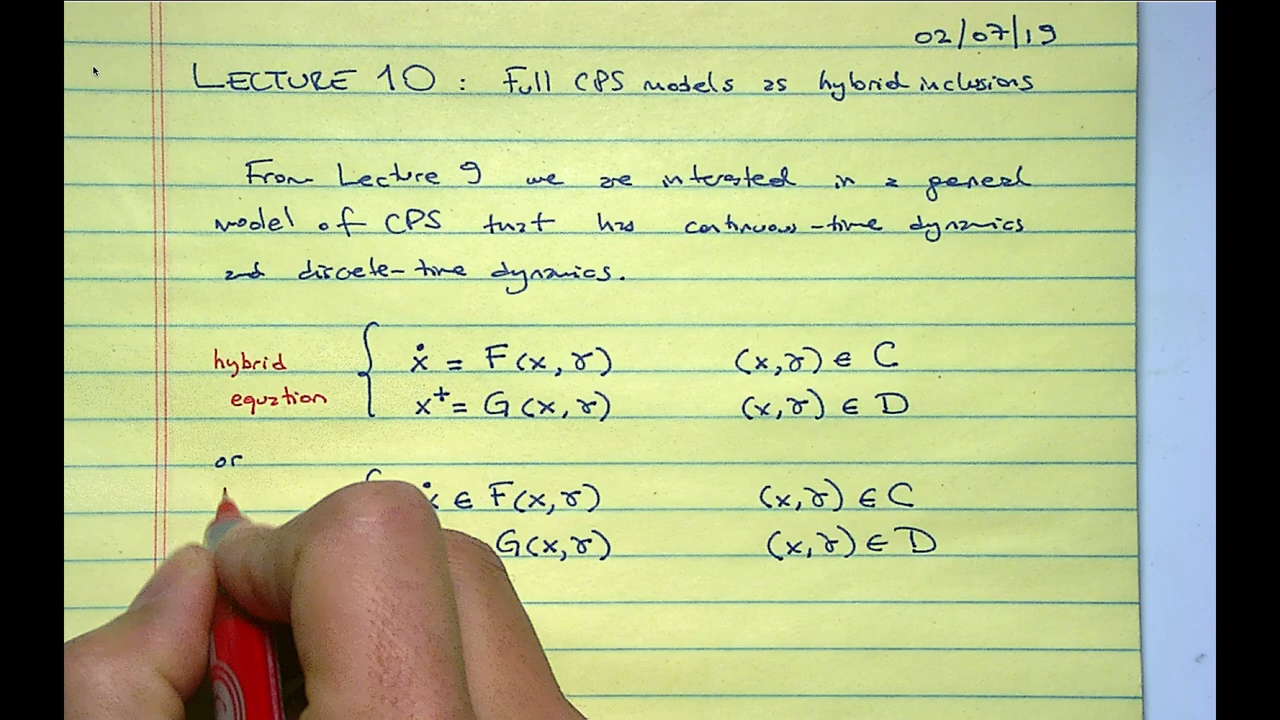 02/07/19
LECTURE 10 : Full CPS models as hybrid inclusions
From Lecture 9 we are interested in a general
model of CPS that has continuous-time dynamics
and discrete-time dynamics.
hybrid equation { ẋ = F(x, γ) (x, γ) ∈ C
x⁺ = G(x, γ) (x, γ) ∈ D
or
ẋ ∈ F(x, γ) (x, γ) ∈ C
G(x, γ) (x, γ) ∈ D